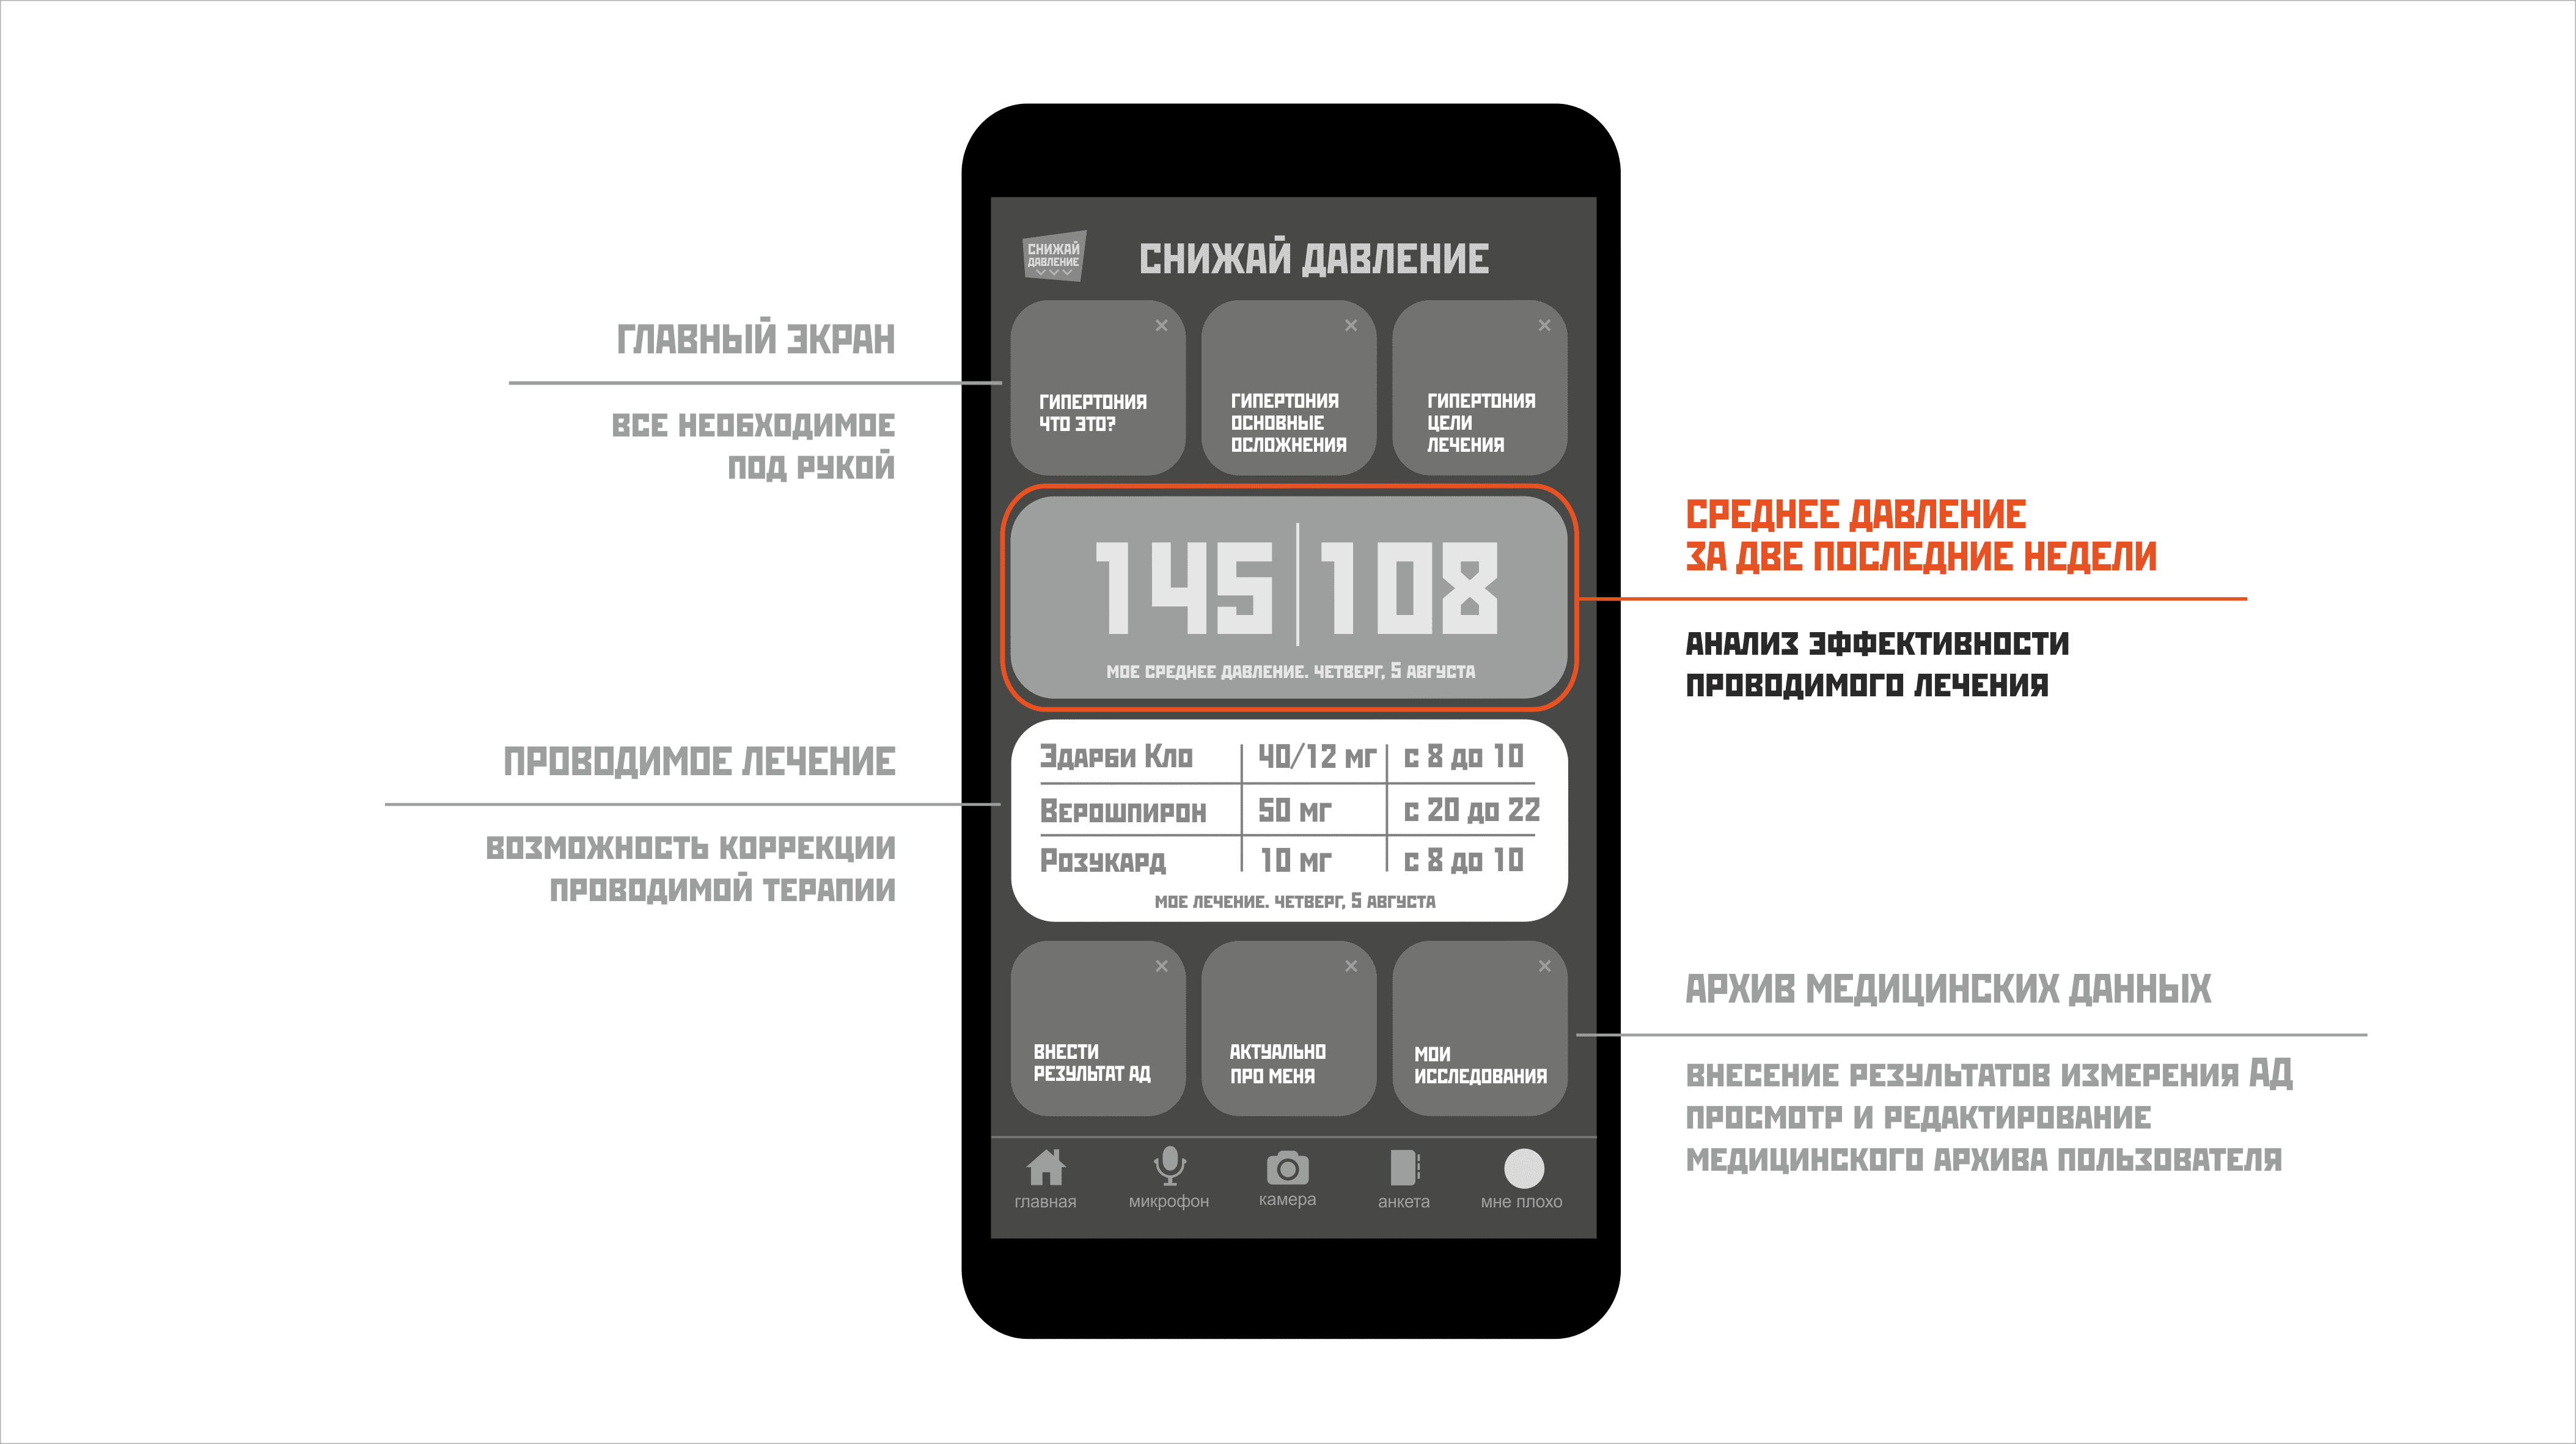 СНИЖАЙ
ДАВЛЕНИЕ
СНИЖАЙ ДАВЛЕНИЕ
ГЛАВНЫЙ ЭКРАН
ВСЕ НЕОБХОДИМОЕ
ПОД РУКОЙ
ГИПЕРТОНИЯ
ЧТО ЭТО?
ГИПЕРТОНИЯ
ОСНОВНЫЕ
ОСЛОЖНЕНИЯ
ГИПЕРТОНИЯ
ЦЕЛИ
ЛЕЧЕНИЯ
145 | 108
МОЕ СРЕДНЕЕ ДАВЛЕНИЕ. ЧЕТВЕРГ, 5 АВГУСТА
СРЕДНЕЕ ДАВЛЕНИЕ
ЗА ДВЕ ПОСЛЕДНИЕ НЕДЕЛИ
АНАЛИЗ ЭФФЕКТИВНОСТИ
ПРОВОДИМОГО ЛЕЧЕНИЯ
ПРОВОДИМОЕ ЛЕЧЕНИЕ
ВОЗМОЖНОСТЬ КОРРЕКЦИИ
ПРОВОДИМОЙ ТЕРАПИИ
Эдарби Кло 40/12 мг с 8 до 10
Верошпирон 50 мг с 20 до 22
Розукард 10 мг с 8 до 10
МОЕ ЛЕЧЕНИЕ. ЧЕТВЕРГ, 5 АВГУСТА
ВНЕСТИ
РЕЗУЛЬТАТ АД
АКТУАЛЬНО
ПРО МЕНЯ
МОИ
ИССЛЕДОВАНИЯ
АРХИВ МЕДИЦИНСКИХ ДАННЫХ
ВНЕСЕНИЕ РЕЗУЛЬТАТОВ ИЗМЕРЕНИЯ АД
ПРОСМОТР И РЕДАКТИРОВАНИЕ
МЕДИЦИНСКОГО АРХИВА ПОЛЬЗОВАТЕЛЯ
главная микрофон камера анкета мне плохо